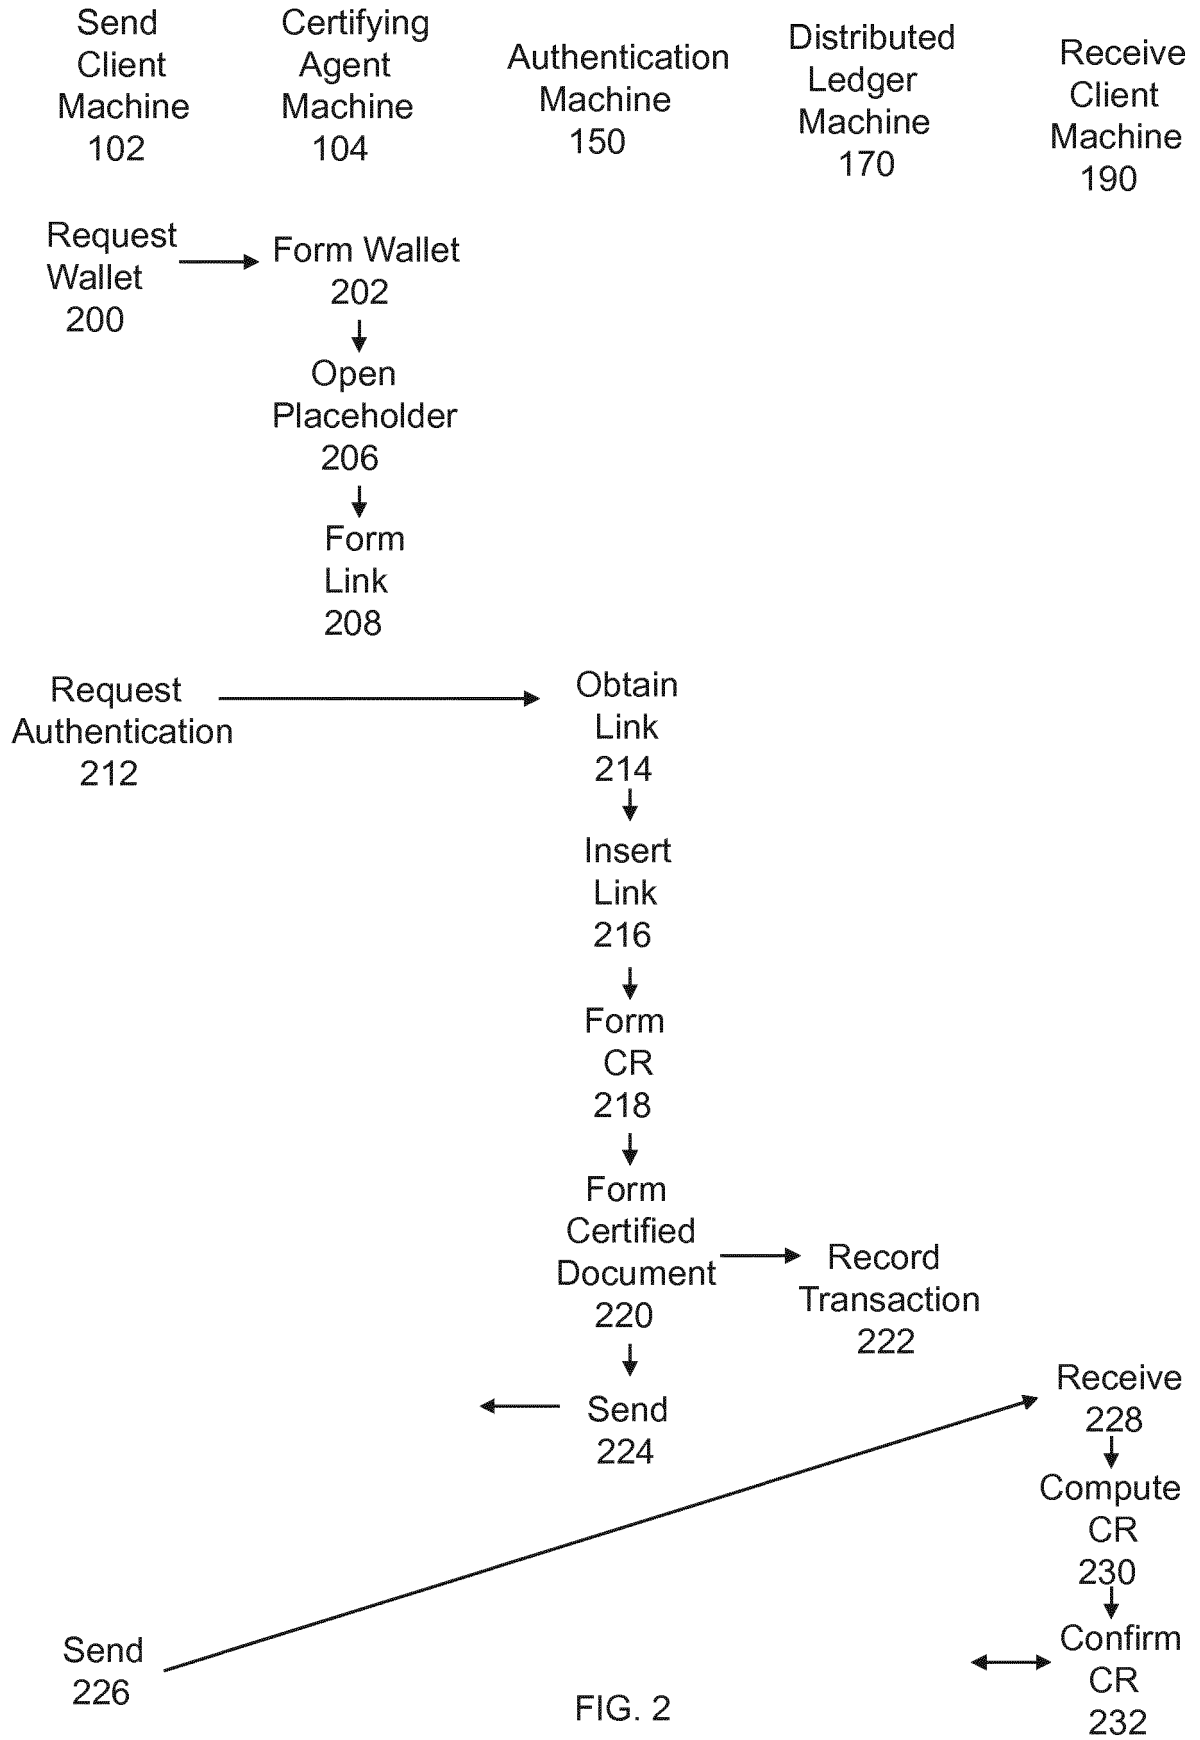 Send
Client
Machine
102
Certifying
Agent
Machine
104
Authentication
Machine
150
Distributed
Ledger
Machine
170
Receive
Client
Machine
190
Request
Wallet
200
Form Wallet
202
Open
Placeholder
206
Form
Link
208
Request
Authentication
212
Obtain
Link
214
Insert
Link
216
Form
CR
218
Form
Certified
Document
220
Record
Transaction
222
Send
224
Receive
228
Compute
CR
230
Send
226
Confirm
CR
232
FIG. 2